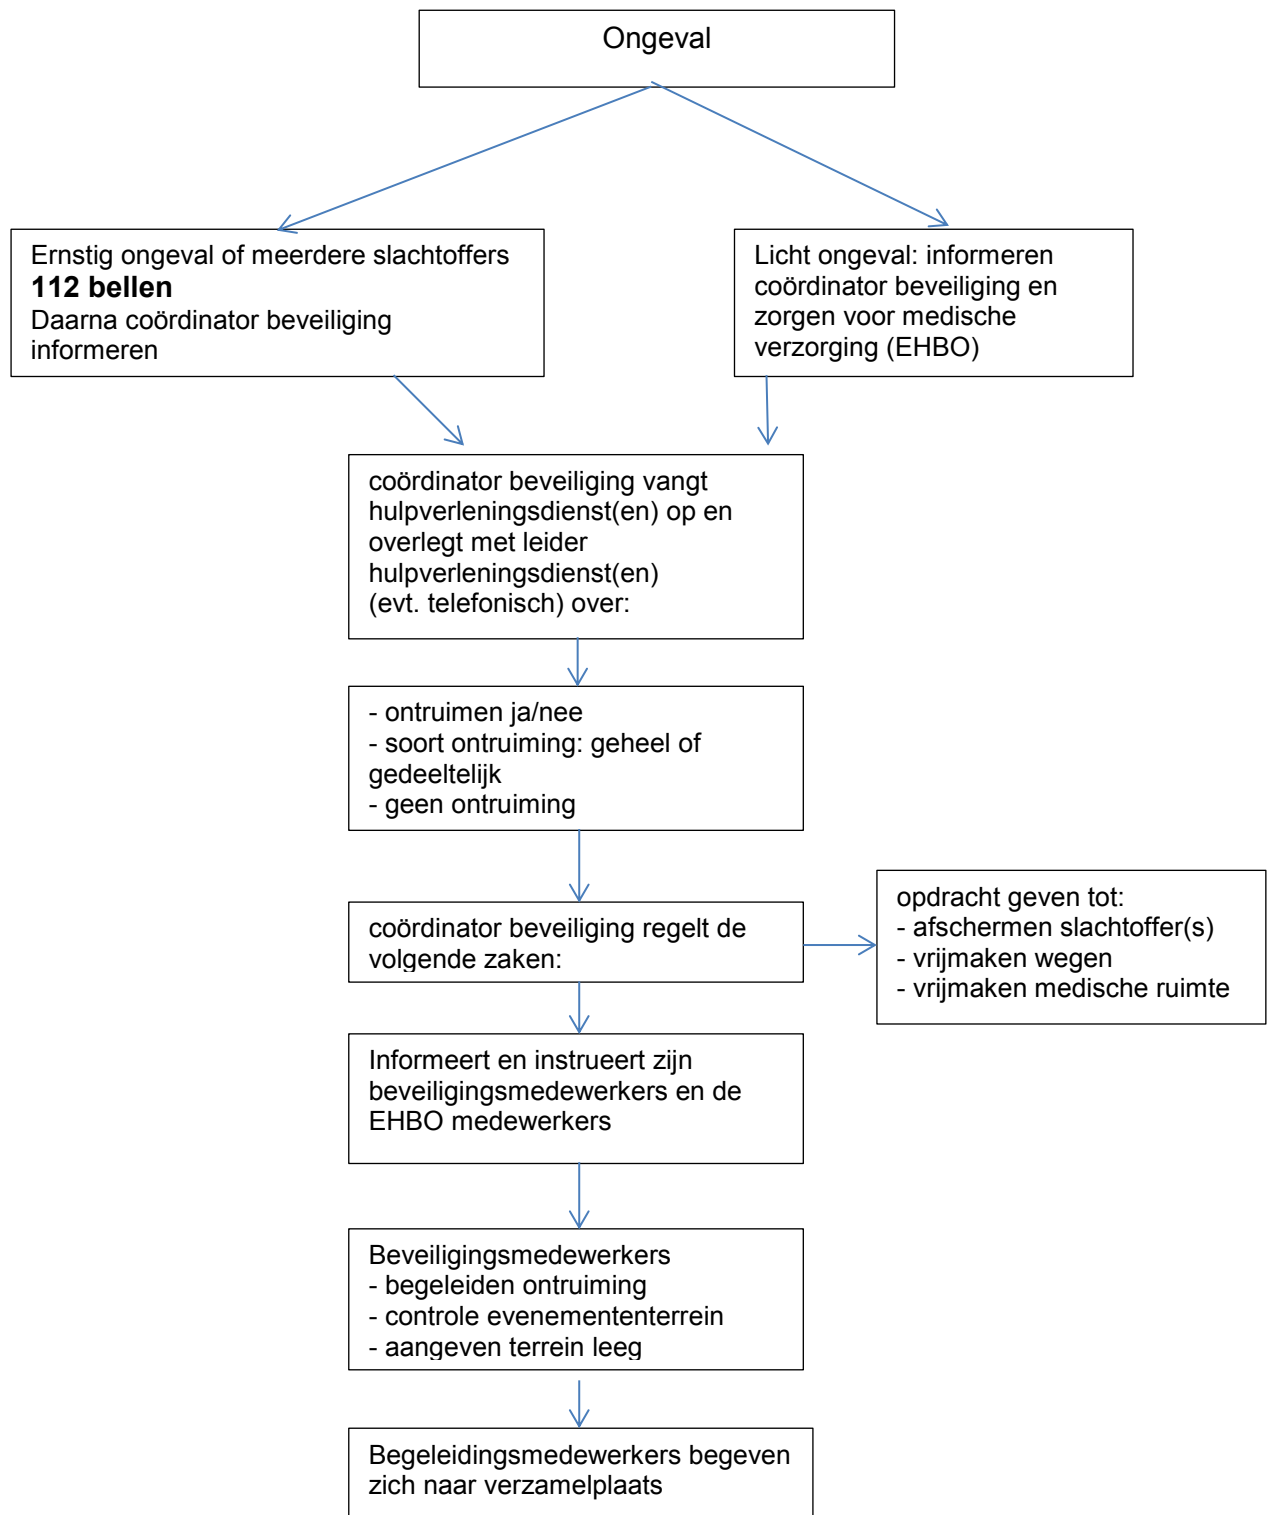 Ongeval
Ernstig ongeval of meerdere slachtoffers
112 bellen
Daarna coördinator beveiliging
informeren
Licht ongeval: informeren
coördinator beveiliging en
zorgen voor medische
verzorging (EHBO)
coördinator beveiliging vangt
hulpverleningsdienst(en) op en
overlegt met leider
hulpverleningsdienst(en)
(evt. telefonisch) over:
- ontruimen ja/nee
- soort ontruiming: geheel of
gedeeltelijk
- geen ontruiming
coördinator beveiliging regelt de
volgende zaken:
opdracht geven tot:
- afschermen slachtoffer(s)
- vrijmaken wegen
- vrijmaken medische ruimte
Informeert en instrueert zijn
beveiligingsmedewerkers en de
EHBO medewerkers
Beveiligingsmedewerkers
- begeleiden ontruiming
- controle evenemententerrein
- aangeven terrein leeg
Begeleidingsmedewerkers begeven
zich naar verzamelplaats